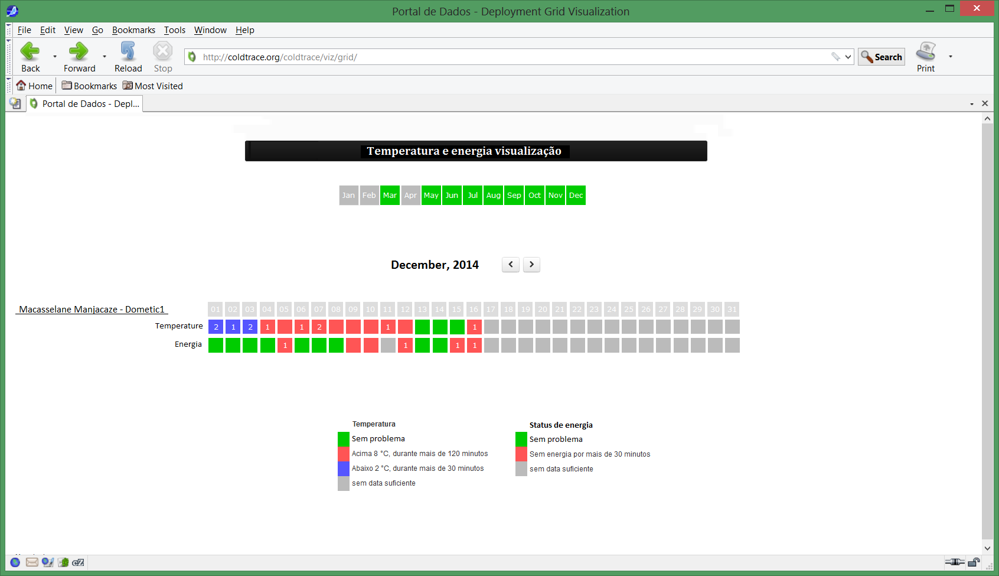 Portal de Dados - Deployment Grid Visualization
File Edit View Go Bookmarks Tools Window Help
Back Forward Reload Stop http://coldtrace.org/coldtrace/viz/grid/ Search Print
Home Bookmarks Most Visited
Portal de Dados - Depl...
Temperatura e energia visualização
Jan Feb Mar Apr May Jun Jul Aug Sep Oct Nov Dec
December, 2014
Macasselane Manjacaze - Dometic1 01 02 03 04 05 06 07 08 09 10 11 12 13 14 15 16 17 18 19 20 21 22 23 24 25 26 27 28 29 30 31
Temperature 2 1 2 1 1 2 1 1
Energia 1 1 1 1
Temperatura
Sem problema
Acima 8 °C, durante mais de 120 minutos
Abaixo 2 °C, durante mais de 30 minutos
sem data suficiente
Status de energia
Sem problema
Sem energia por mais de 30 minutos
sem data suficiente
cZ